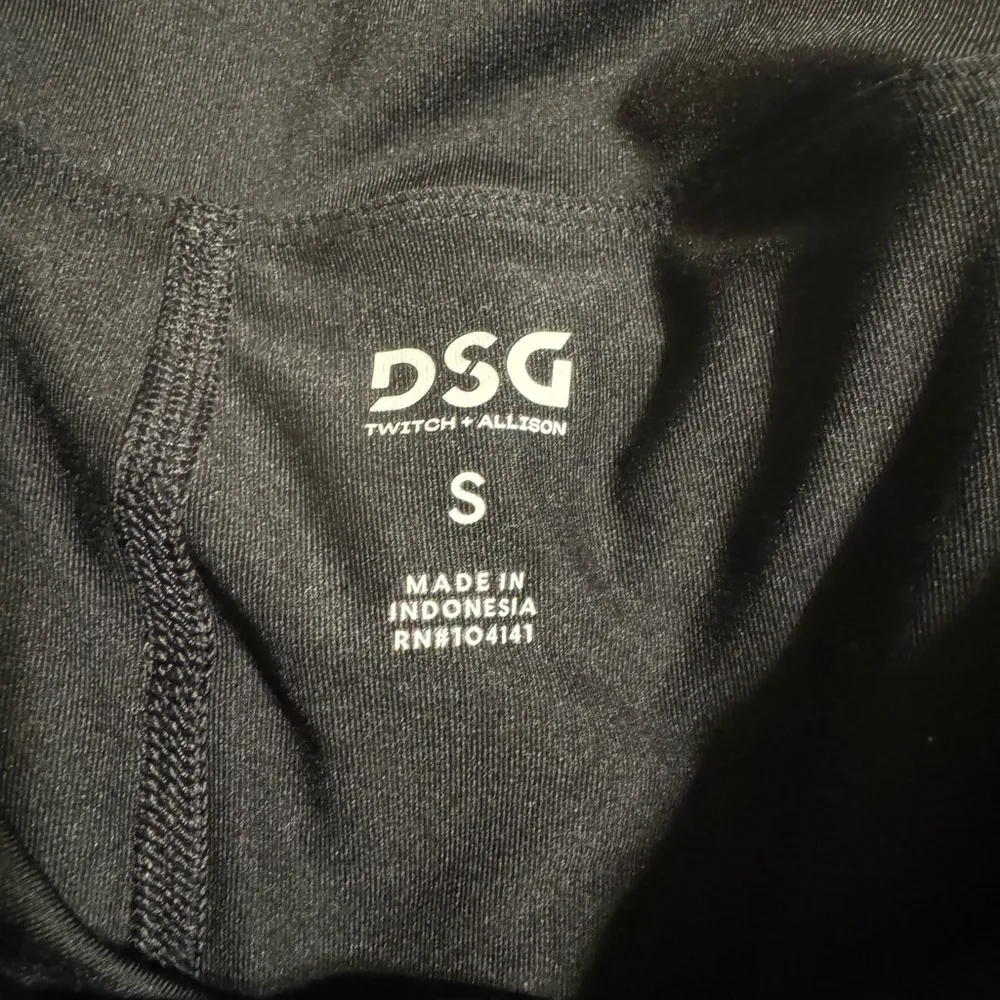 DSG
TWITCH + ALLISON
S
MADE IN
INDONESIA
RN#104141